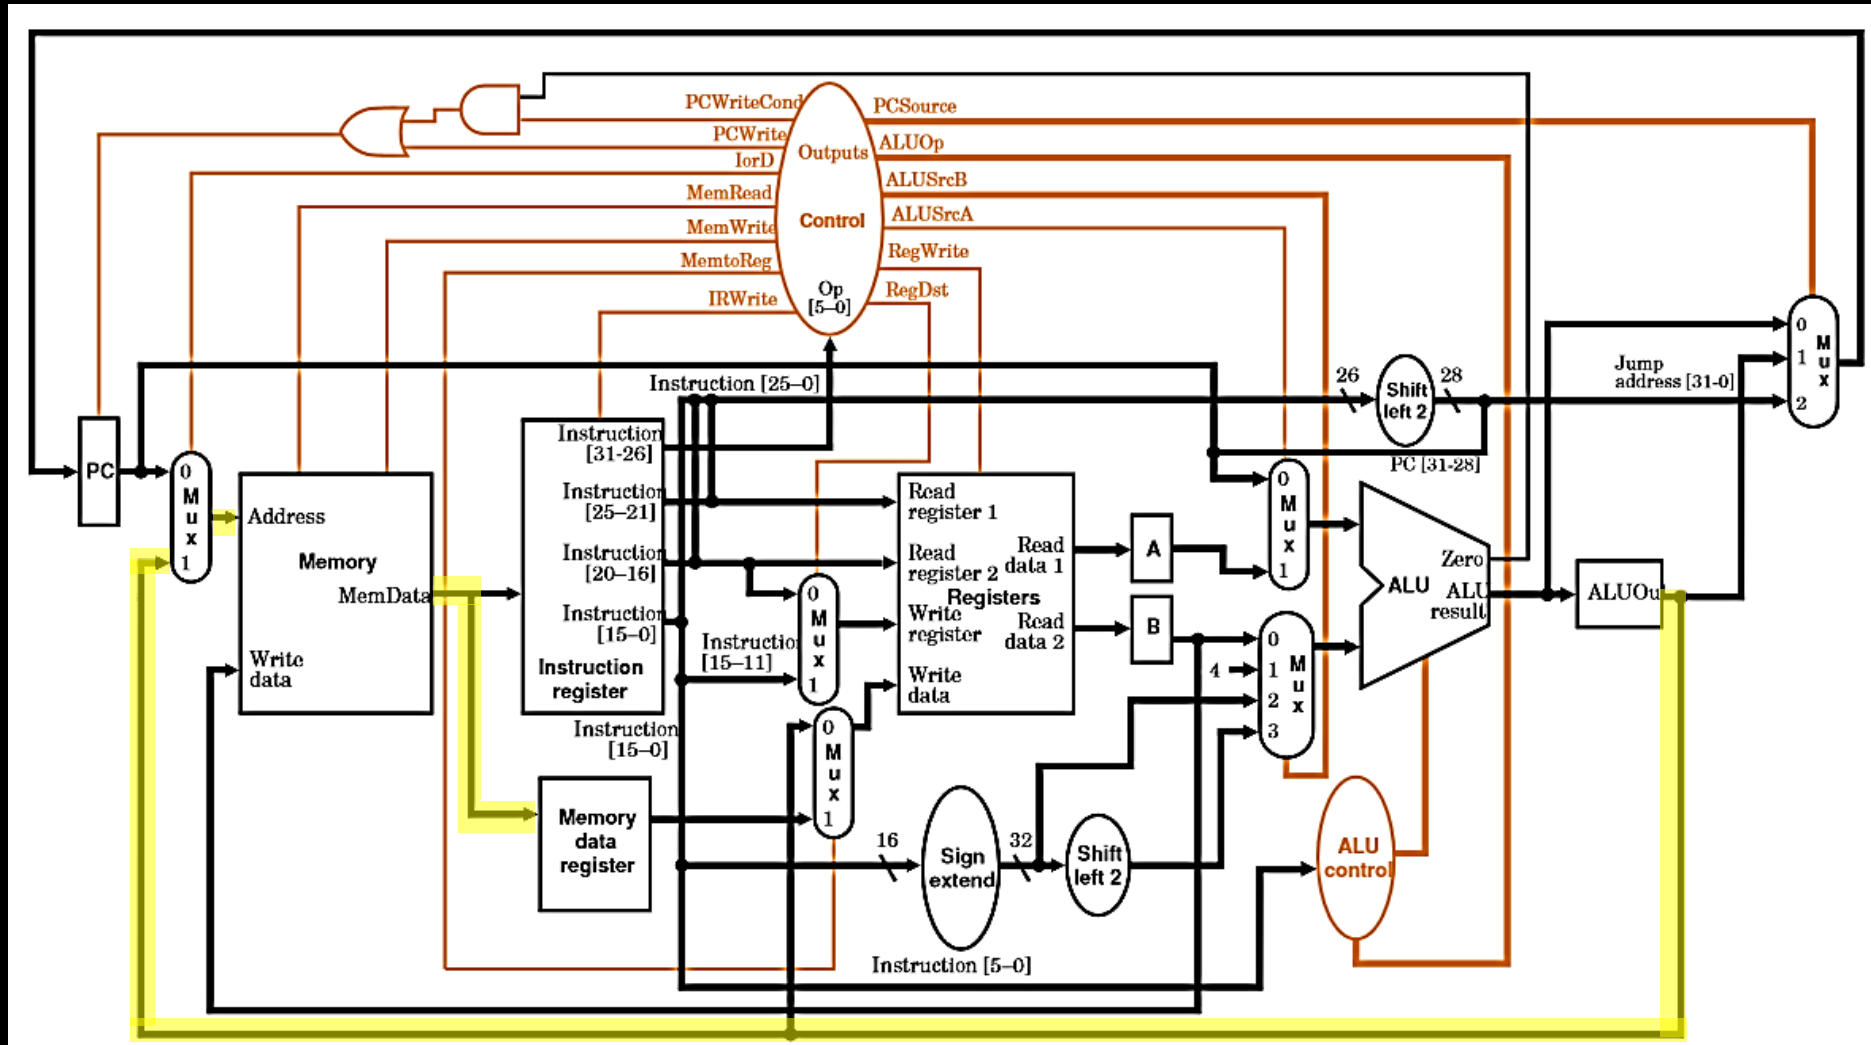 PCWriteCond
PCWrite
IorD
MemRead
MemWrite
MemtoReg
IRWrite
Outputs
Control
Op
[5–0]
PCSource
ALUOp
ALUSrcB
ALUSrcA
RegWrite
RegDst
PC
0
M
u
x
1
Address
Memory
MemData
Write
data
Instruction [25–0]
Instruction
[31-26]
Instruction
[25–21]
Instruction
[20–16]
Instruction
[15–0]
Instruction
register
Instruction
[15–0]
Memory
data
register
Instructio
[15–11]
0
M
u
x
1
0
M
u
x
1
Read
register 1
Read
register 2
Registers
Write
register
Write
data
Read
data 1
Read
data 2
A
B
16
Sign
extend
32
Shift
left 2
Instruction [5–0]
26
Shift
left 2
28
PC [31-28]
Jump
address [31-0]
0
M
u
x
1
4
0
1
2
3
M
u
x
Zero
ALU
ALU
result
ALU
control
ALUOu
0
1
2
M
u
x